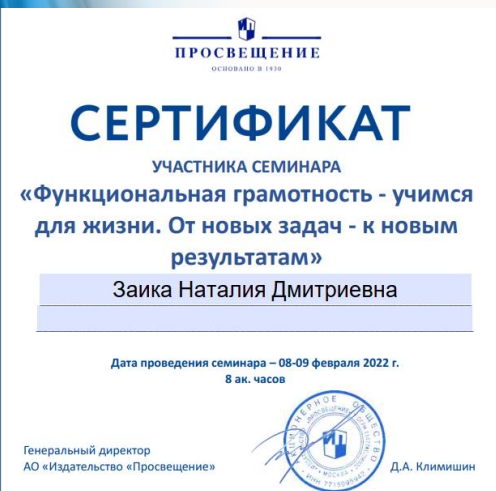 ПРОСВЕЩЕНИЕ
ОСНОВАНО В 1930
СЕРТИФИКАТ
УЧАСТНИКА СЕМИНАРА
«Функциональная грамотность - учимся
для жизни. От новых задач - к новым
результатам»
Заика Наталия Дмитриевна
Дата проведения семинара – 08-09 февраля 2022 г.
8 ак. часов
Генеральный директор
АО «Издательство «Просвещение»
Д.А. Климишин